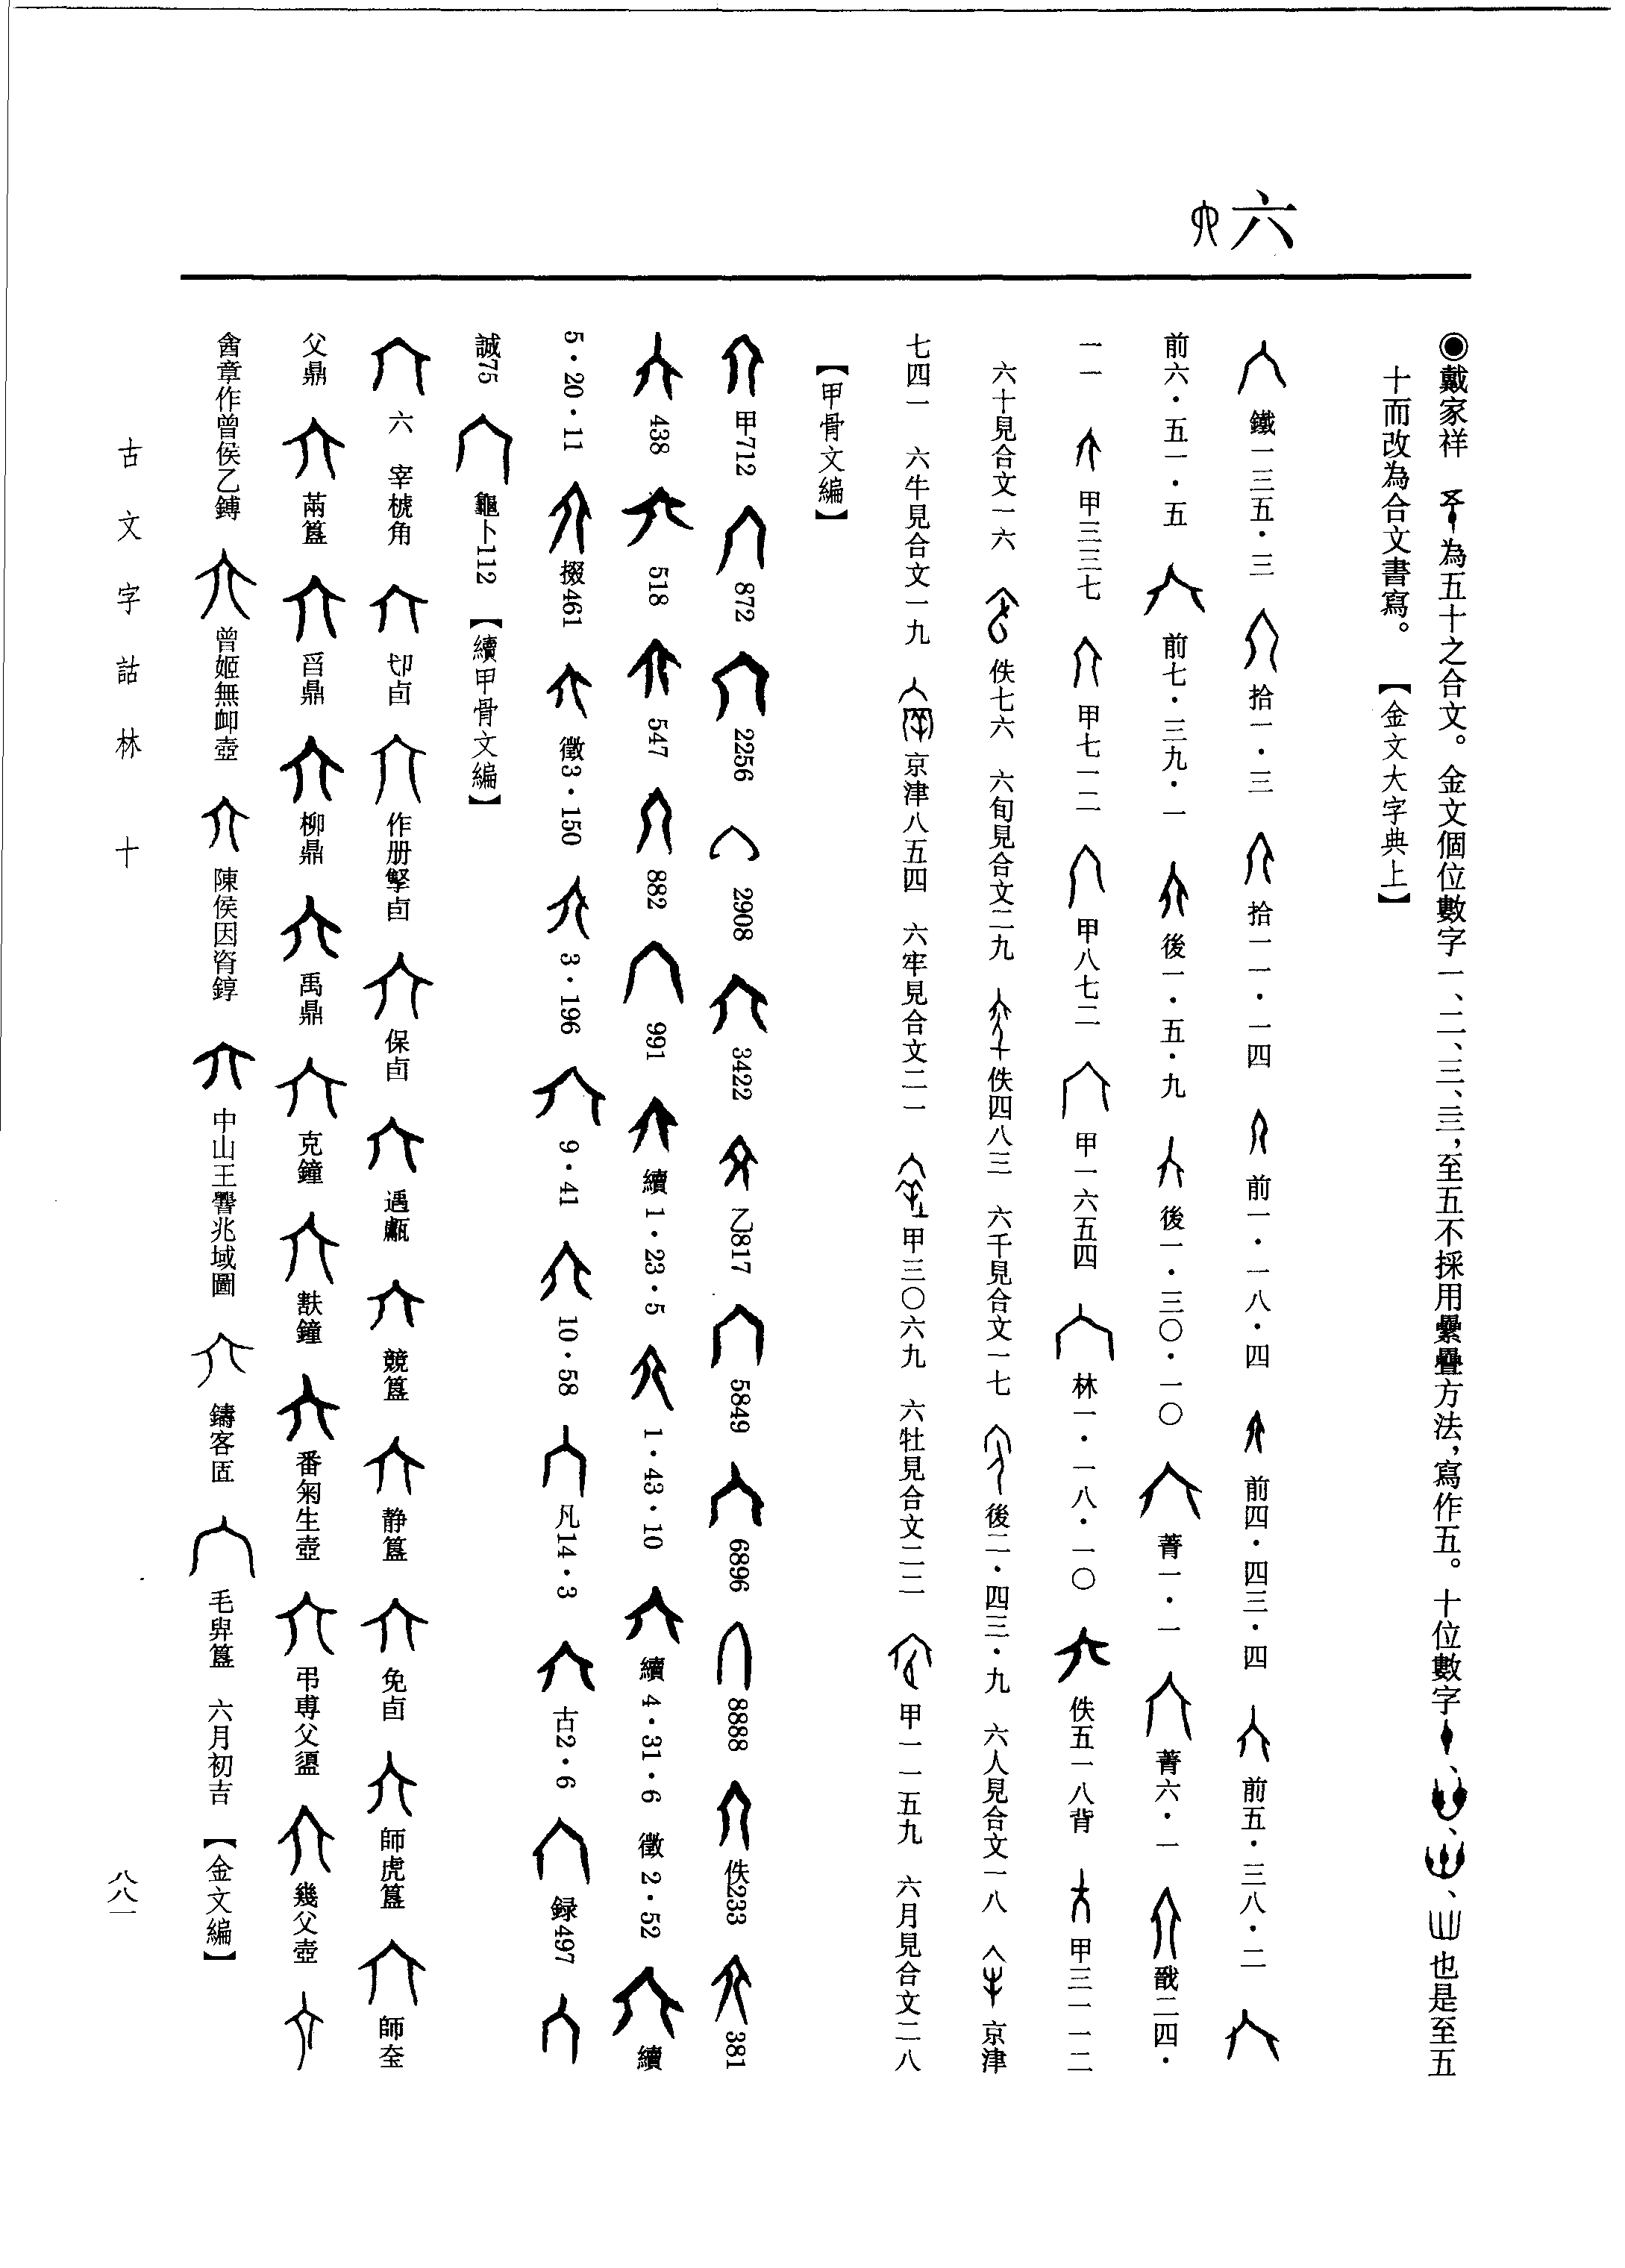 六
◉戴家祥　為五十之合文。金文個位數字一、二、三、亖，至五不採用纍疊方法，寫作五。十位數字、、、也是至五
十而改為合文書寫。　【金文大字典上】
鐵一三五·三　拾一·三　拾一一·一四　前一·一八·四　前四·四三·四　前五·三八·二
前六·五一·五　前七·三九·一　後一·五·九　後一·三〇·一〇　菁一·一　菁六·一　戩二四·
一一　甲三三七　甲七一二　甲八七二　甲一六五四　林一·一八·一〇　佚五一八背　甲三一一二
六十見合文一六　佚七六　六旬見合文二九　佚四八三　六千見合文一七　後二·四三·九　六人見合文一八　京津
七四一　六牛見合文一九　京津八五四　六牢見合文二一　甲三〇六九　六牡見合文二二　甲一一五九　六月見合文二八
【甲骨文編】
甲712　872　2256　2908　3422　乙817　5849　6896　8888　佚233　381
438　518　547　882　991　續1·23·5　1·43·10　續4·31·6　徵2·52　續
5·20·11　掇461　徵3·150　3·196　9·41　10·58　凡14·3　古2·6　録497
誠75　龜卜112　【續甲骨文編】
六　宰椃角　卯卣　作册㹜卣　保卣　遇甗　競簋　静簋　免卣　師虎簋　師𡘇
父鼎　䓣簋　舀鼎　柳鼎　禹鼎　克鐘　㝬鐘　番匊生壺　弔尃父盨　幾父壺
酓章作曾侯乙鎛　曾姬無卹壺　陳侯因𬐚錞　中山王䰜兆域圖　鑄客匜　毛𢍰簋　六月初吉　【金文編】
古文字詁林　十
八八一